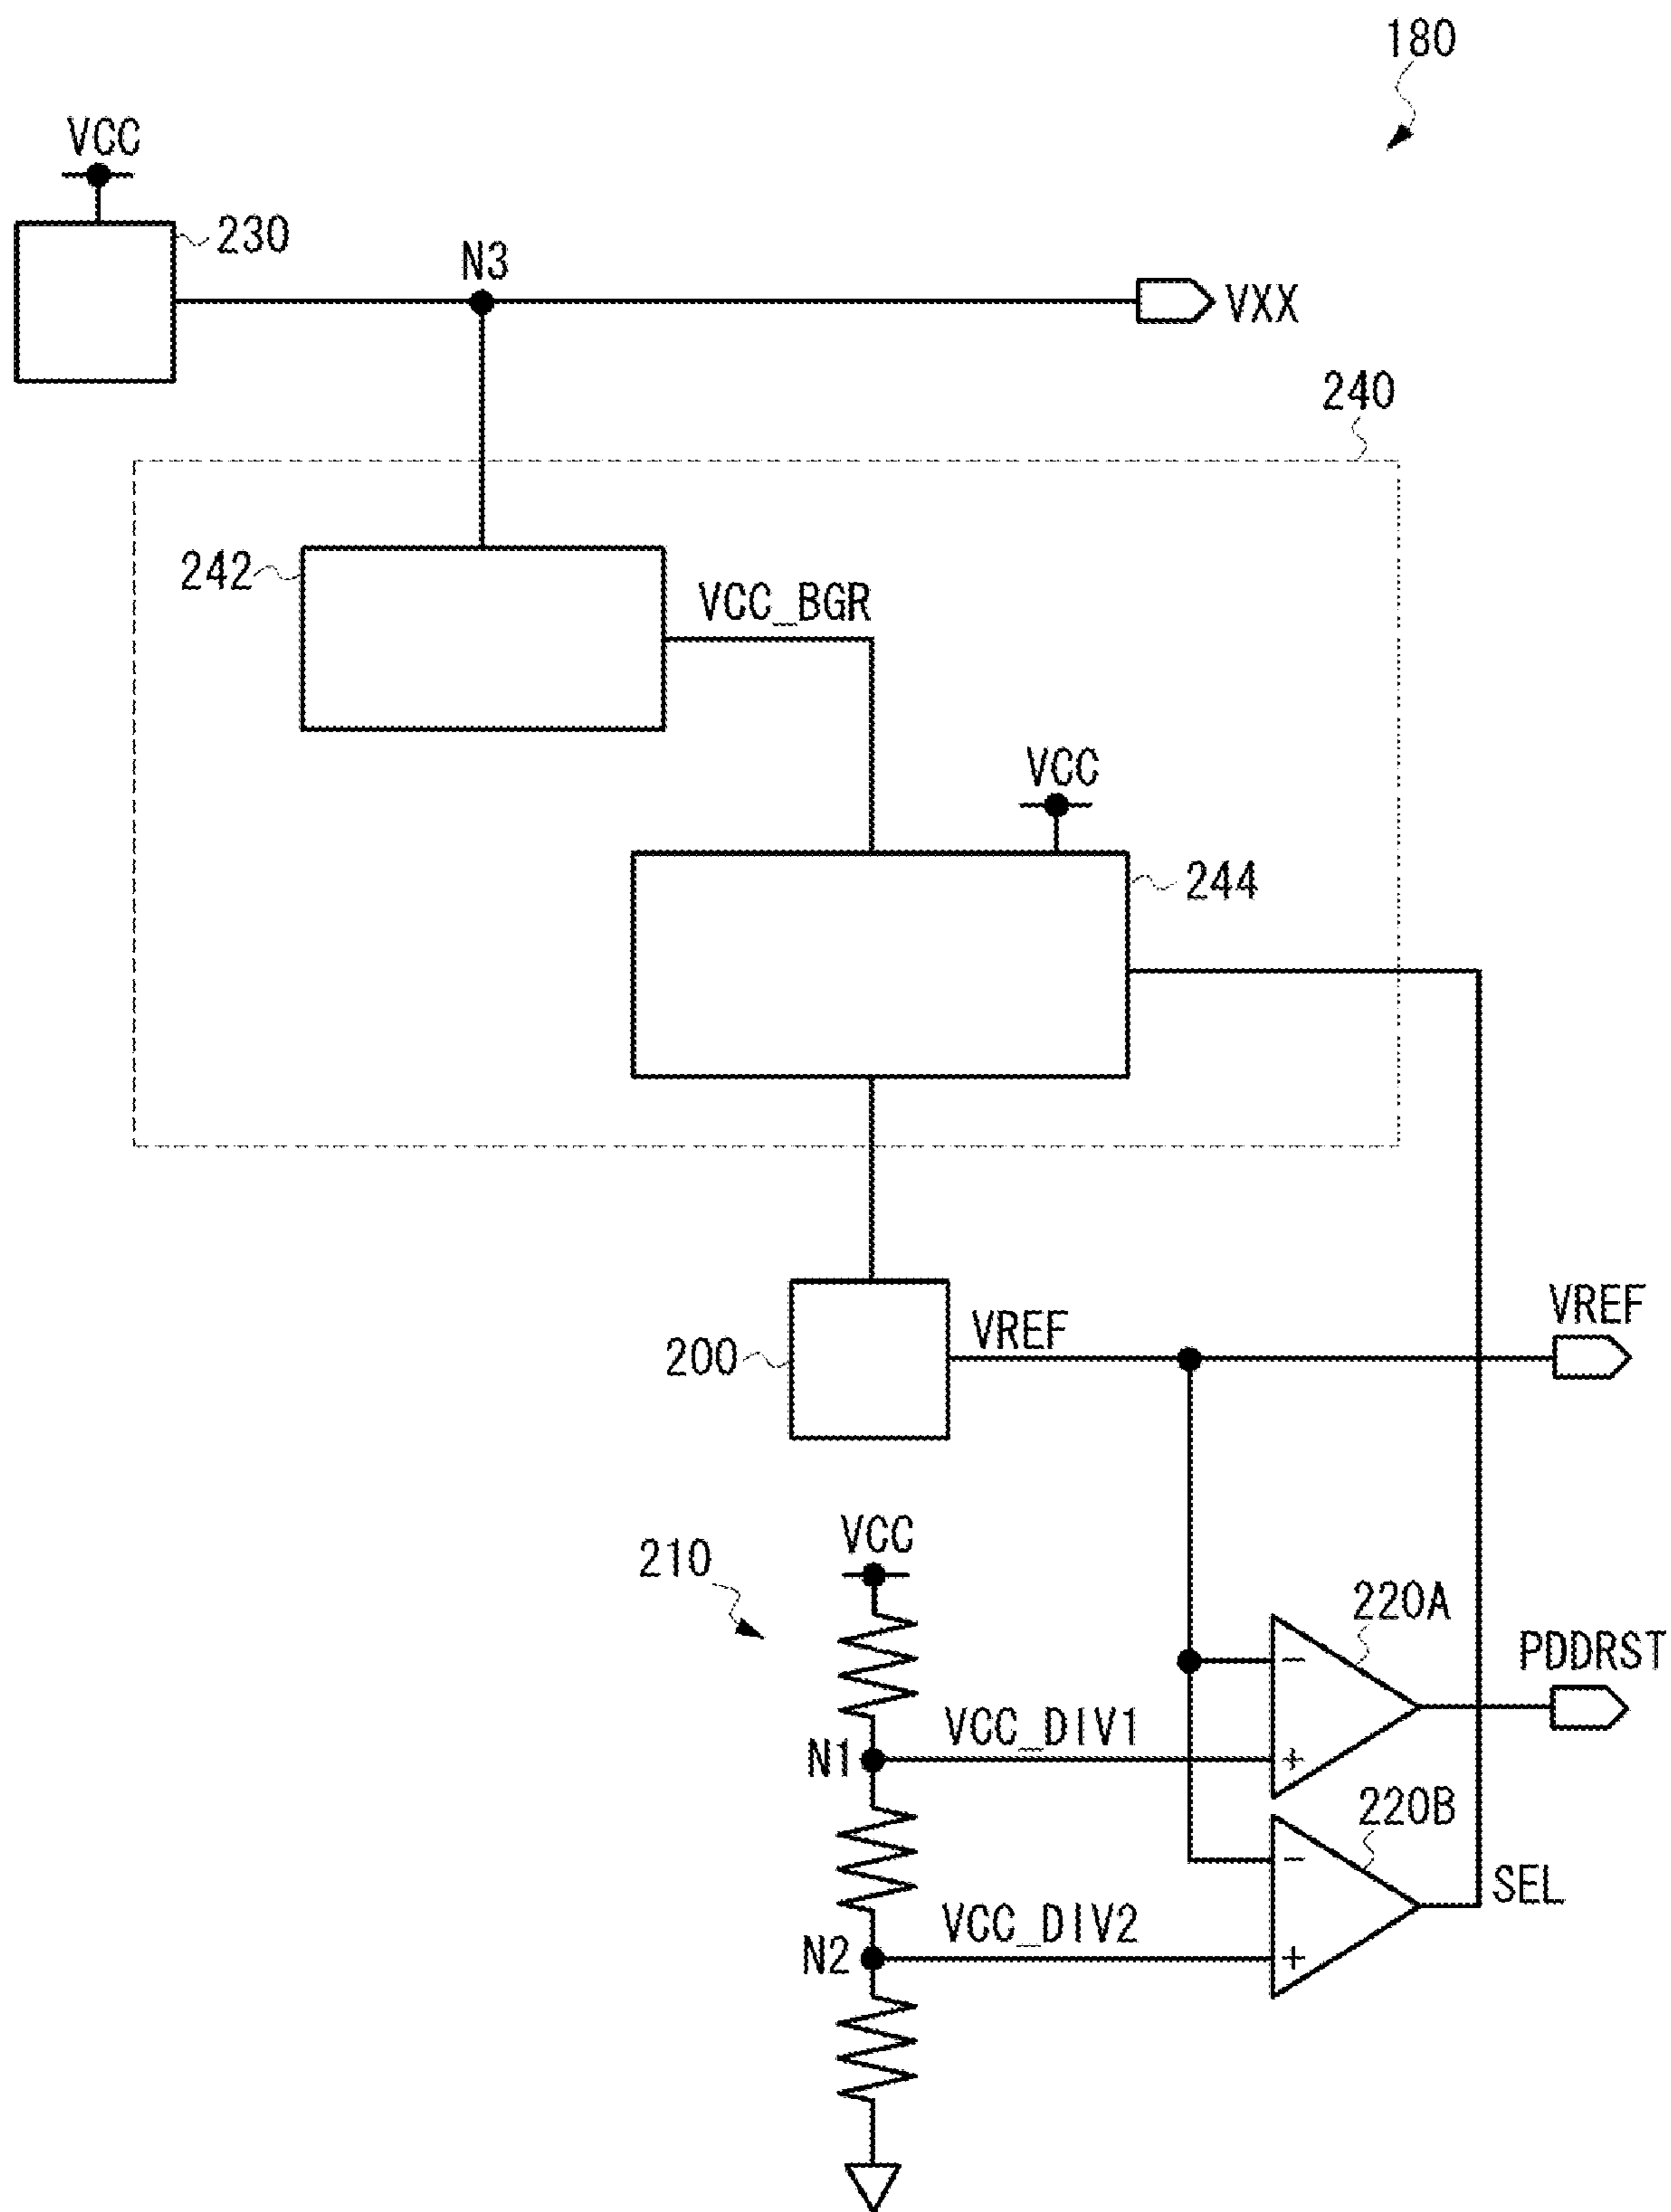 180
VCC
230
N3
VXX
240
242
VCC_BGR
VCC
244
200
VREF
VREF
210
VCC
220A
PDDRST
−
VCC_DIV1
N1
+
220B
−
SEL
VCC_DIV2
N2
+